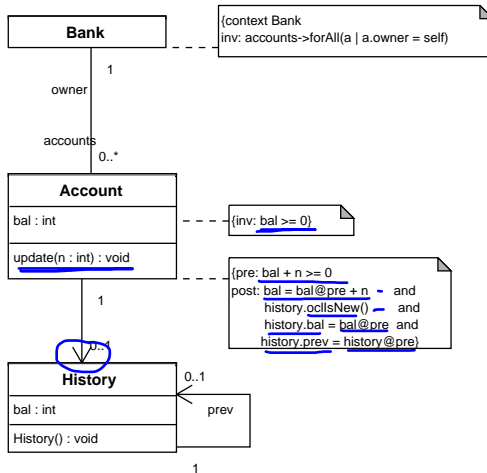 Bank
{context Bank
inv: accounts->forAll(a | a.owner = self)
1
owner
accounts
0..*
Account
bal : int
update(n : int) : void
{inv: bal >= 0}
{pre: bal + n >= 0
post: bal = bal@pre + n and
history.oclIsNew() and
history.bal = bal@pre and
history.prev = history@pre}
1
0..1
History
bal : int
History() : void
0..1
prev
1